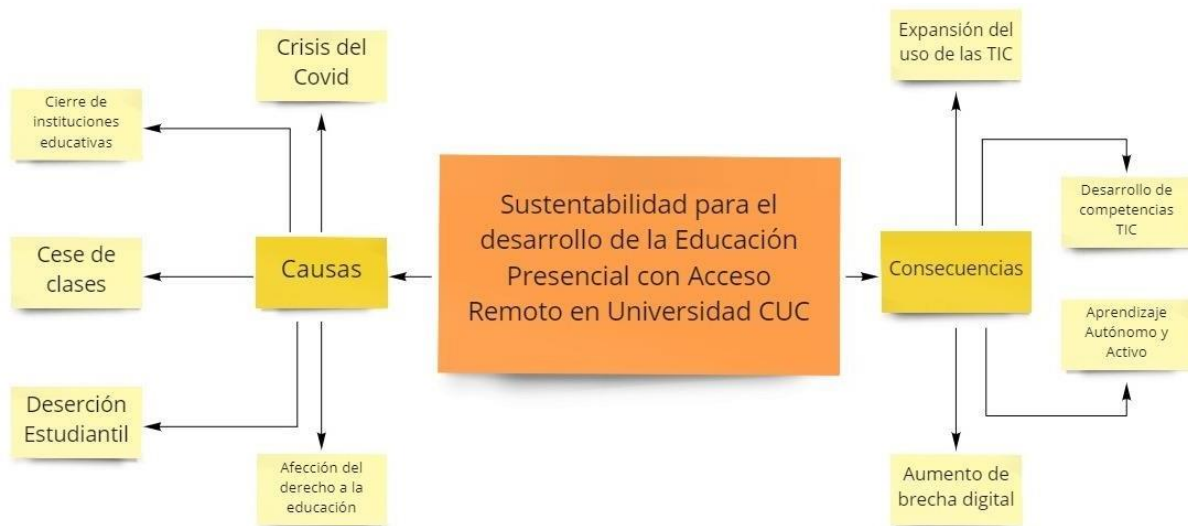 Crisis del
Covid
Cierre de
instituciones
educativas
Cese de
clases
Causas
Deserción
Estudiantil
Afección del
derecho a la
educación
Sustentabilidad para el
desarrollo de la Educación
Presencial con Acceso
Remoto en Universidad CUC
Expansión del
uso de las TIC
Consecuencias
Desarrollo de
competencias
TIC
Aprendizaje
Autónomo y
Activo
Aumento de
brecha digital